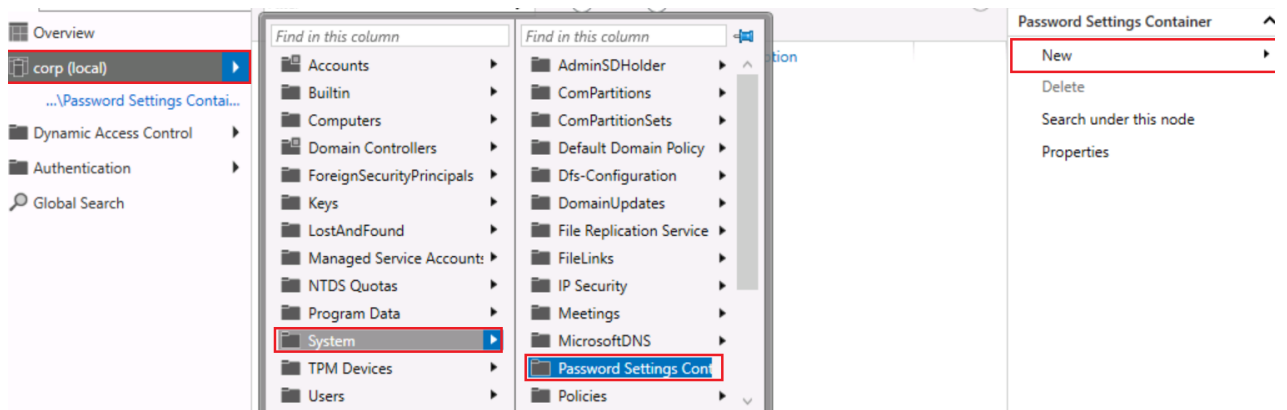 Overview
corp (local)
...\Password Settings Contai...
Dynamic Access Control
Authentication
Global Search
Find in this column
Accounts
Builtin
Computers
Domain Controllers
ForeignSecurityPrincipals
Keys
LostAndFound
Managed Service Account:
NTDS Quotas
Program Data
System
TPM Devices
Users
Find in this column
AdminSDHolder
ComPartitions
ComPartitionSets
Default Domain Policy
Dfs-Configuration
DomainUpdates
File Replication Service
FileLinks
IP Security
Meetings
MicrosoftDNS
Password Settings Cont
Policies
tion
Password Settings Container
New
Delete
Search under this node
Properties